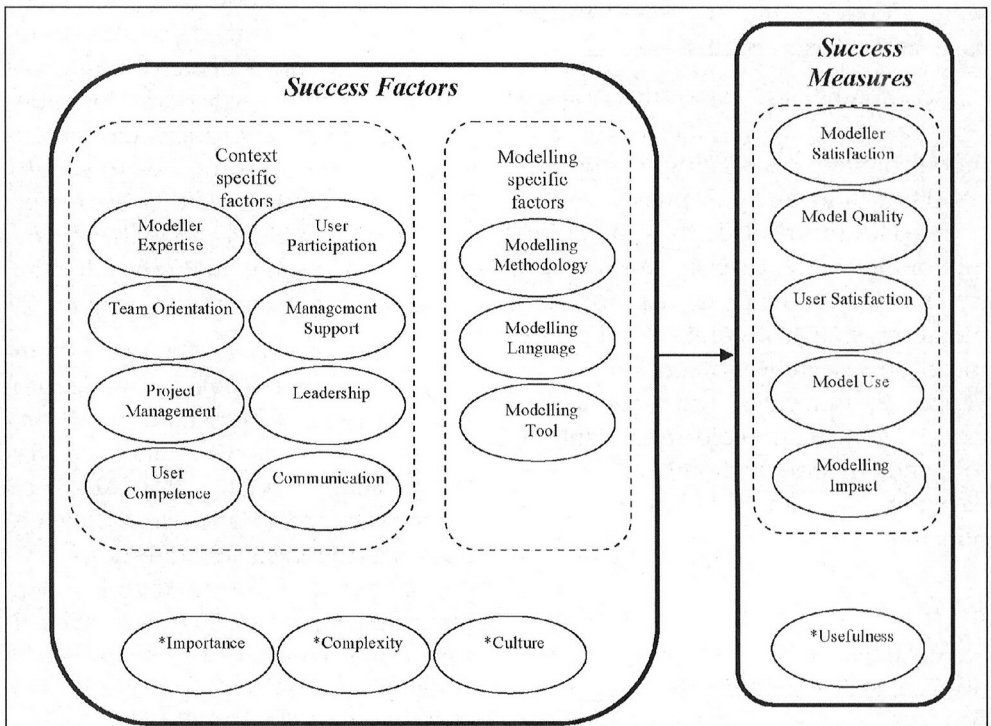 Success Factors
Context
specific
factors
Modeller
Expertise
User
Participation
Team Orientation
Management
Support
Project
Management
Leadership
User
Competence
Communication
Modelling
specific
factors
Modelling
Methodology
Modelling
Language
Modelling
Tool
*Importance
*Complexity
*Culture
Success
Measures
Modeller
Satisfaction
Model Quality
User Satisfaction
Model Use
Modelling
Impact
*Usefulness